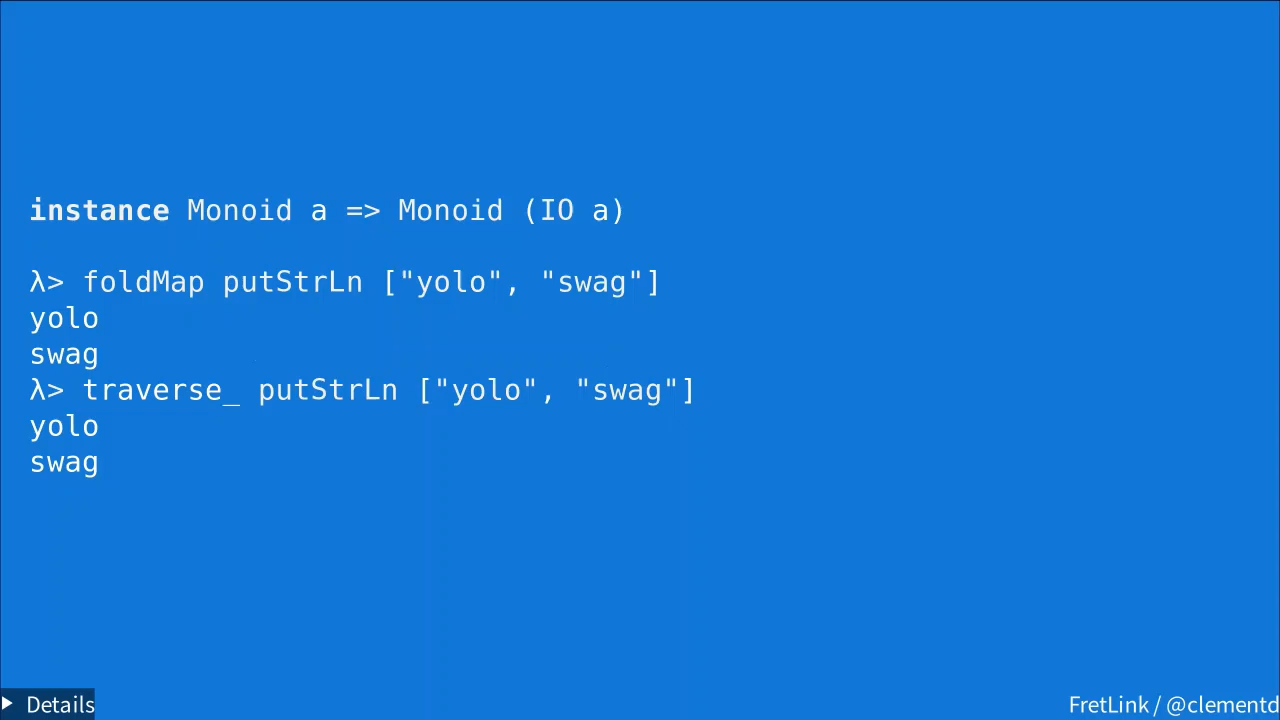 instance Monoid a => Monoid (IO a)
λ> foldMap putStrLn ["yolo", "swag"]
yolo
swag
λ> traverse_ putStrLn ["yolo", "swag"]
yolo
swag
Details
FretLink / @clementd